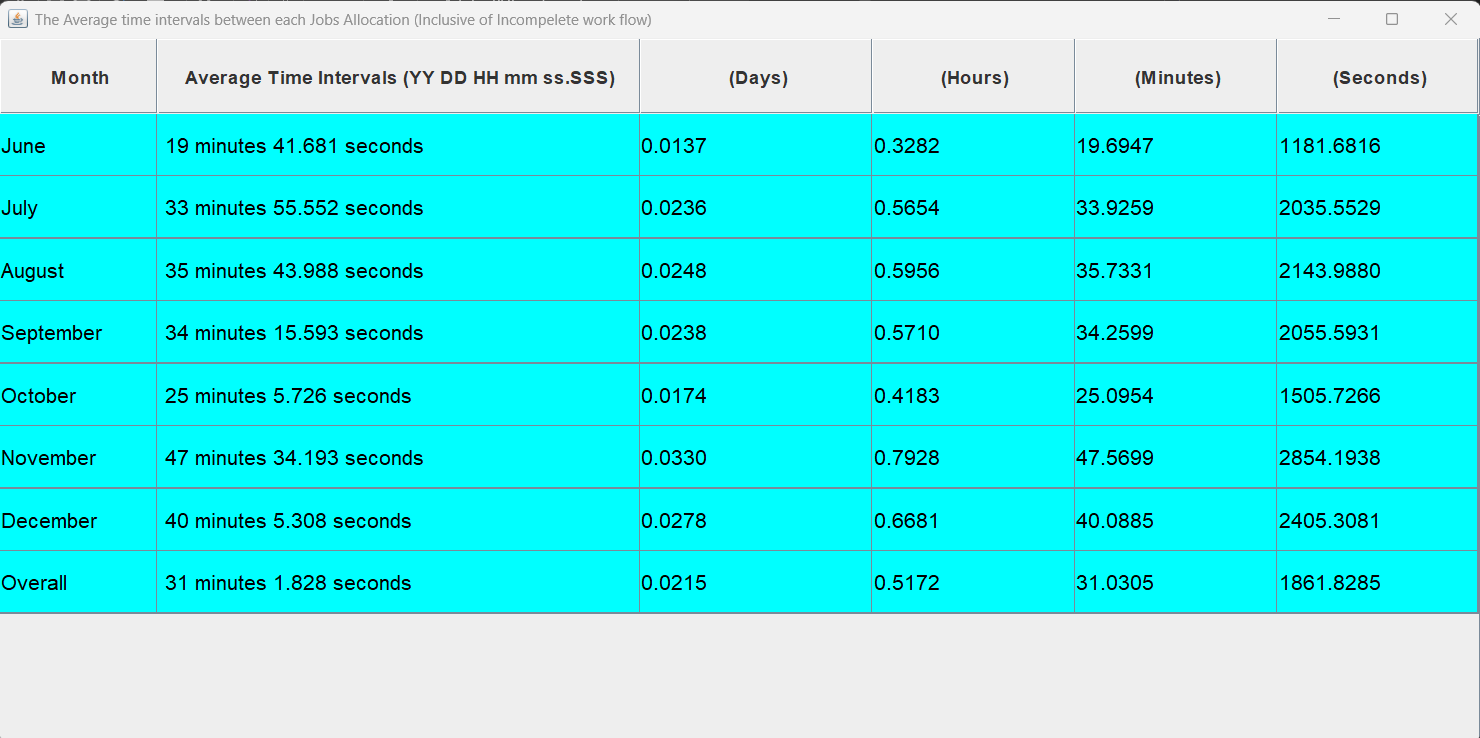 The Average time intervals between each Jobs Allocation (Inclusive of Incompelete work flow)
Month Average Time Intervals (YY DD HH mm ss.SSS) (Days) (Hours) (Minutes) (Seconds)
June 19 minutes 41.681 seconds 0.0137 0.3282 19.6947 1181.6816
July 33 minutes 55.552 seconds 0.0236 0.5654 33.9259 2035.5529
August 35 minutes 43.988 seconds 0.0248 0.5956 35.7331 2143.9880
September 34 minutes 15.593 seconds 0.0238 0.5710 34.2599 2055.5931
October 25 minutes 5.726 seconds 0.0174 0.4183 25.0954 1505.7266
November 47 minutes 34.193 seconds 0.0330 0.7928 47.5699 2854.1938
December 40 minutes 5.308 seconds 0.0278 0.6681 40.0885 2405.3081
Overall 31 minutes 1.828 seconds 0.0215 0.5172 31.0305 1861.8285